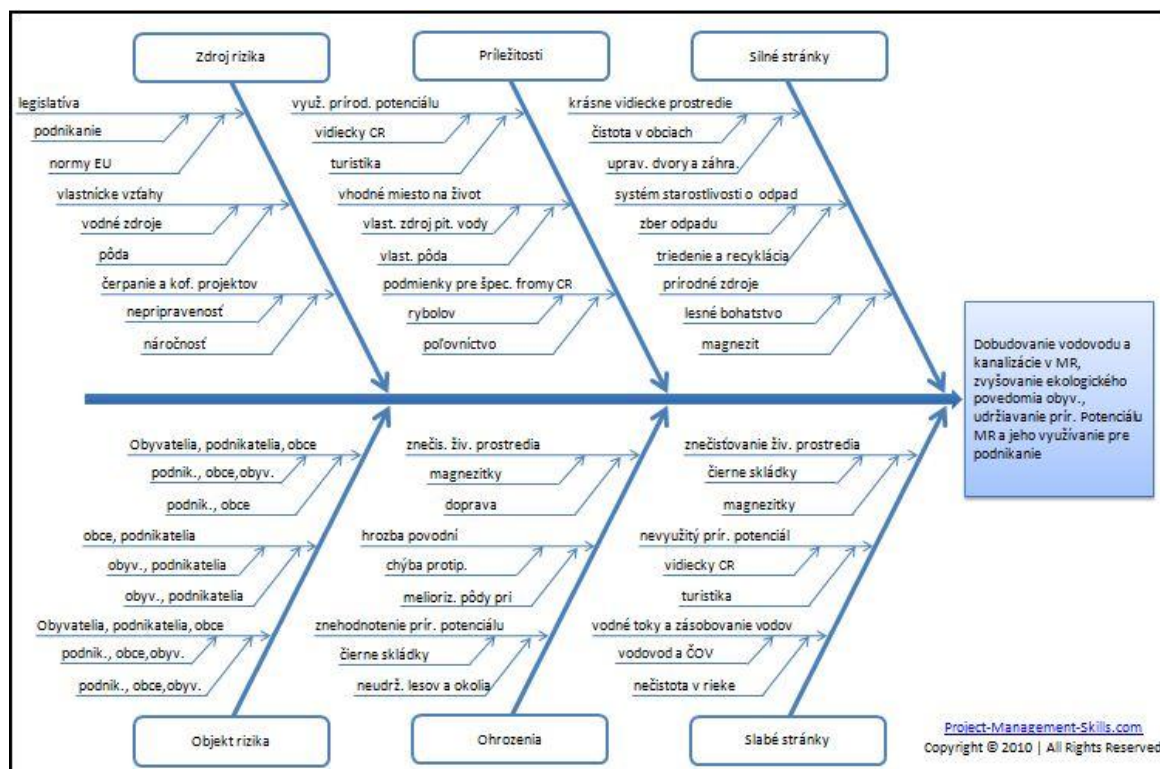 Zdroj rizika
Príležitosti
Silné stránky
legislatíva
podnikanie
normy EU
vlastnícke vzťahy
vodné zdroje
pôda
čerpanie a kof. projektov
nepripravenosť
náročnosť
využ. prírod. potenciálu
vidiecky CR
turistika
vhodné miesto na život
vlast. zdroj pit. vody
vlast. pôda
podmienky pre špec. fromy CR
rybolov
poľovníctvo
krásne vidiecke prostredie
čistota v obciach
uprav. dvory a záhra.
systém starostlivosti o odpad
zber odpadu
triedenie a recyklácia
prírodné zdroje
lesné bohatstvo
magnezit
Dobudovanie vodovodu a
kanalizácie v MR,
zvyšovanie ekologického
povedomia obyv.,
udržiavanie prír. Potenciálu
MR a jeho využívanie pre
podnikanie
Obyvatelia, podnikatelia, obce
podnik., obce,obyv.
podnik., obce
obce, podnikatelia
obyv., podnikatelia
obyv., podnikatelia
Obyvatelia, podnikatelia, obce
podnik., obce,obyv.
podnik., obce,obyv.
znečis. živ. prostredia
magnezitky
doprava
hrozba povodní
chýba protip.
melioriz. pôdy pri
znehodnotenie prír. potenciálu
čierne skládky
neudrž. lesov a okolia
znečisťovanie živ. prostredia
čierne skládky
magnezitky
nevyužitý prír. potenciál
vidiecky CR
turistika
vodné toky a zásobovanie vodov
vodovod a ČOV
nečistota v rieke
Objekt rizika
Ohrozenia
Slabé stránky
Project-Management-Skills.com
Copyright © 2010 | All Rights Reserved